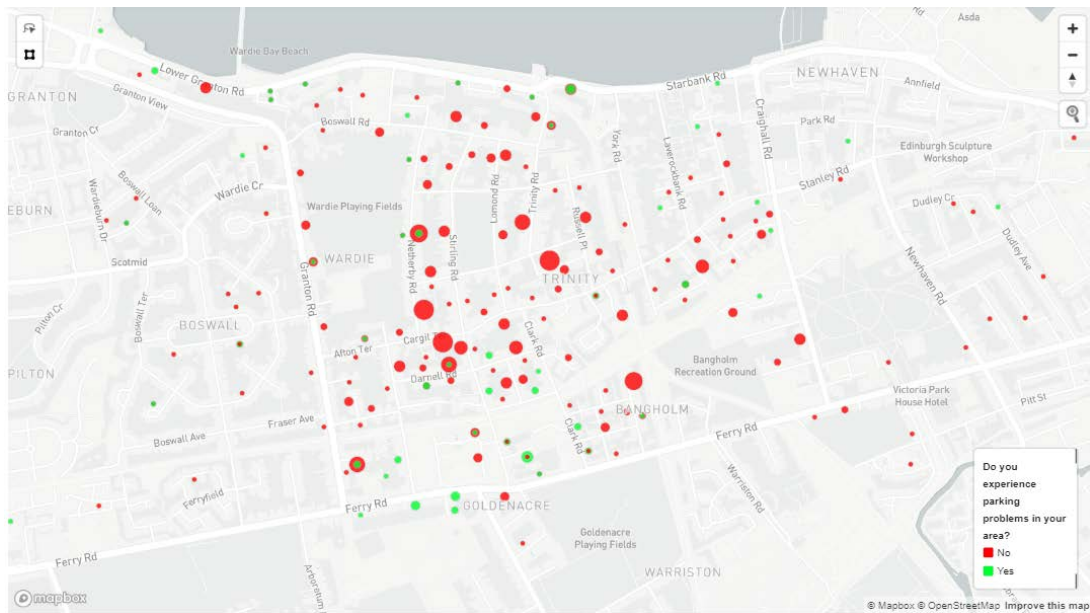 Asda
Wardie Bay Beach
Lower Granton Rd
Starbank Rd
NEWHAVEN
Annfield
GRANTON
Granton View
Granton Cr
Boswall Rd
York Rd
Craighall Rd
Park Rd
Laverockbank Rd
Edinburgh Sculpture
Workshop
Boswall Loan
Wardie Cr
Lomond Rd
Trinity Rd
Stanley Rd
Wardieburn Dr
EBURN
Wardie Playing Fields
Russell Pl
Dudley Cr
Netherby Rd
Stirling Rd
Dudley Ave
Scotmid
WARDIE
TRINITY
Granton Rd
Newhaven Rd
Pilton Cr
Boswall Ter
BOSWALL
Cargil
Clark Rd
Afton Ter
Bangholm
Recreation Ground
PILTON
Darnell Rd
Victoria Park
House Hotel
Pitt St
Fraser Ave
BANGHOLM
Boswall Ave
Clark Rd
Ferry Rd
Warriston Rd
Ferryfield
Ferry Rd
GOLDENACRE
Goldenacre
Playing Fields
Ferry Rd
Arboretum
WARRISTON
Do you
experience
parking
problems in your
area?
No
Yes
mapbox
© Mapbox © OpenStreetMap Improve this map